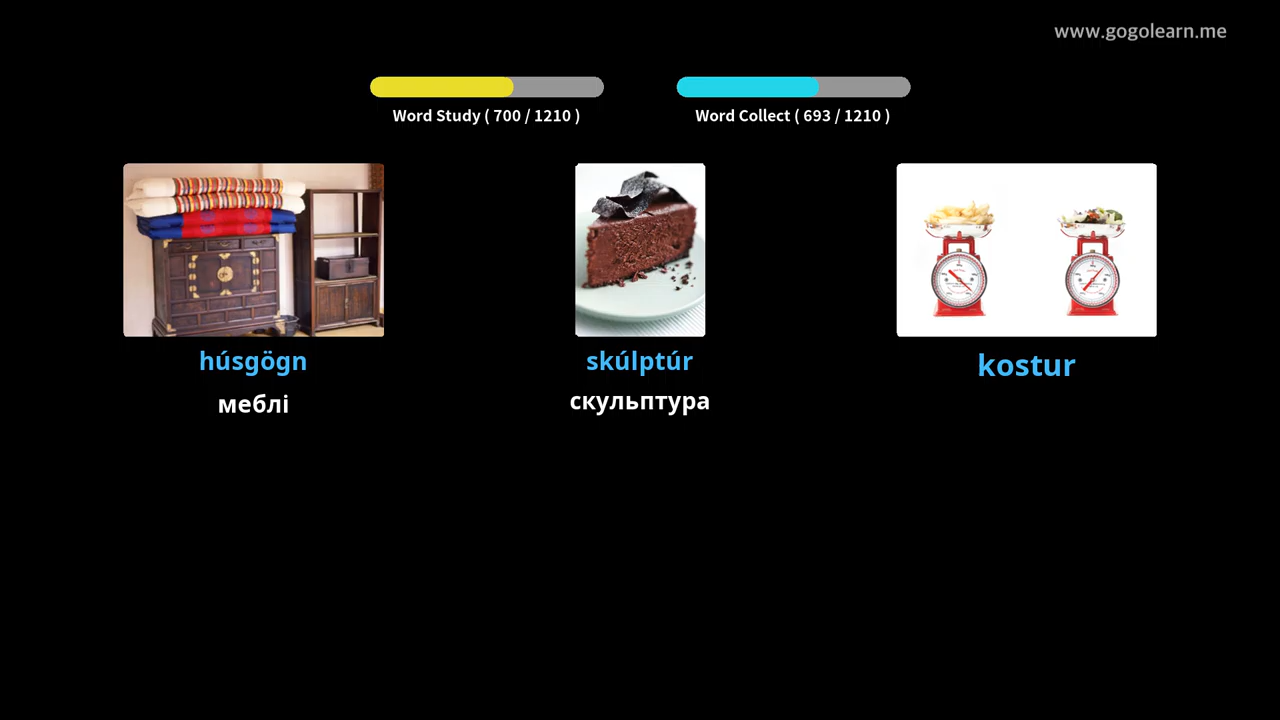 www.gogolearn.me
Word Study ( 700 / 1210 )
Word Collect ( 693 / 1210 )
húsgögn
skúlptúr
kostur
меблі
скульптура